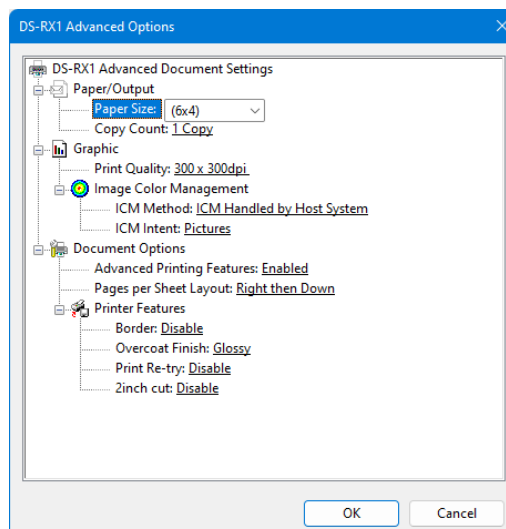 DS-RX1 Advanced Options
DS-RX1 Advanced Document Settings
Paper/Output
Paper Size: (6x4)
Copy Count: 1 Copy
Graphic
Print Quality: 300 x 300dpi
Image Color Management
ICM Method: ICM Handled by Host System
ICM Intent: Pictures
Document Options
Advanced Printing Features: Enabled
Pages per Sheet Layout: Right then Down
Printer Features
Border: Disable
Overcoat Finish: Glossy
Print Re-try: Disable
2inch cut: Disable
OK Cancel